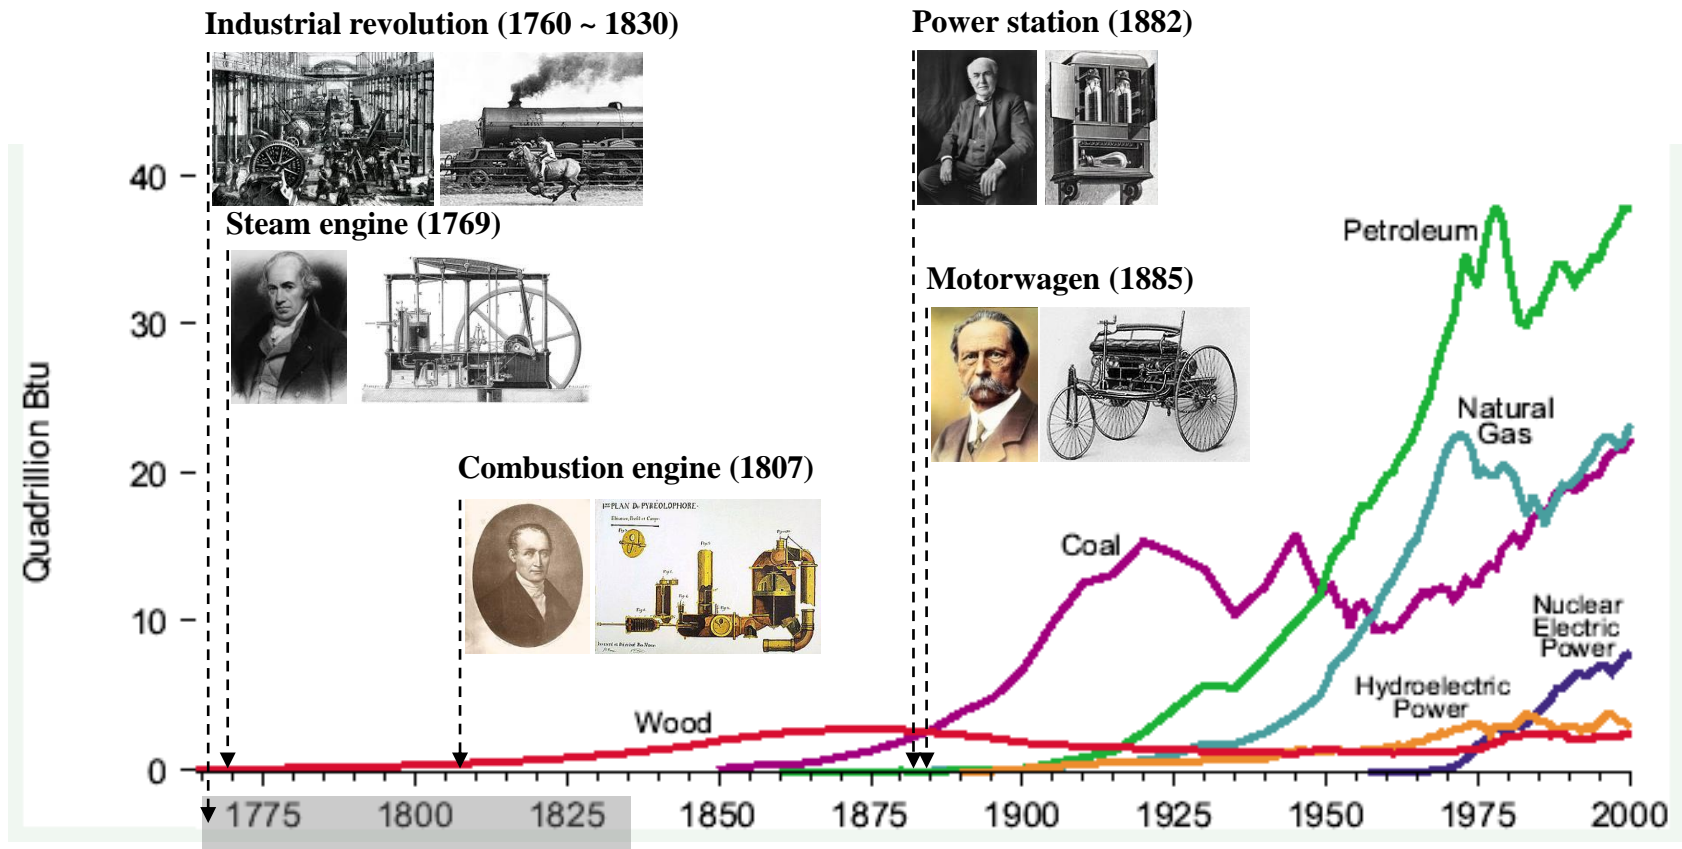 Industrial revolution (1760 ~ 1830)
Power station (1882)
40
Steam engine (1769)
Petroleum
Motorwagen (1885)
30
Quadrillion Btu
Natural
Gas
Combustion engine (1807)
20
PLAN
PYRÉOLOPHORE
Coal
10
Nuclear
Electric
Power
Hydroelectric
Power
Wood
0
1775 1800 1825 1850 1875 1900 1925 1950 1975 2000